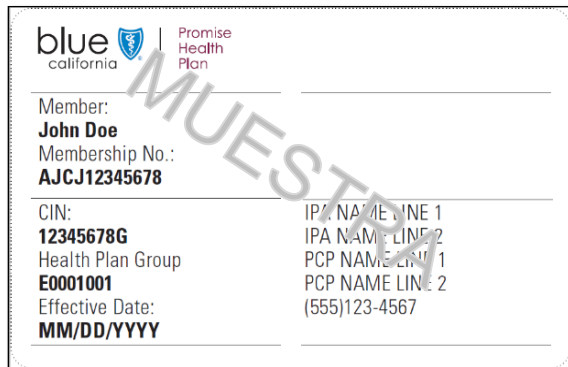 blue
california
Promise
Health
Plan
Member:
John Doe
Membership No.:
AJCJ12345678
CIN:
12345678G
Health Plan Group
E0001001
Effective Date:
MM/DD/YYYY
IPA NAME LINE 1
IPA NAME LINE 2
PCP NAME LINE 1
PCP NAME LINE 2
(555)123-4567
MUESTRA